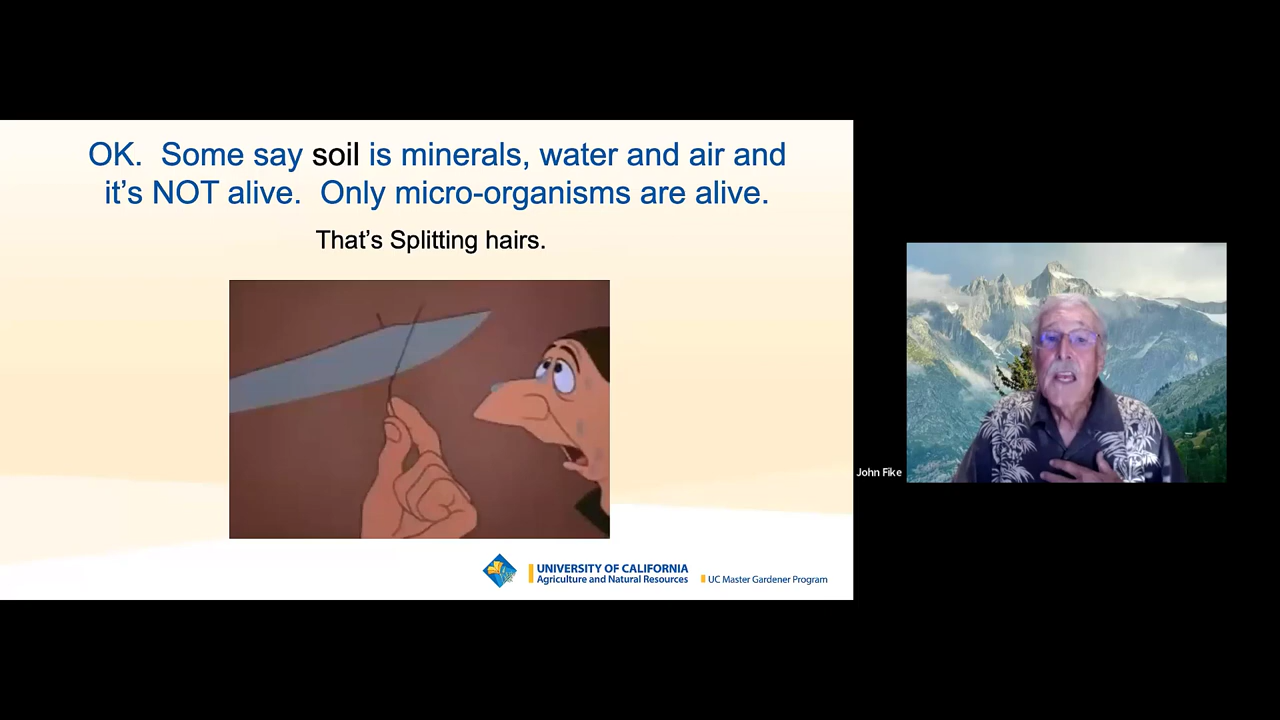 OK.  Some say soil is minerals, water and air and
it’s NOT alive.  Only micro-organisms are alive.
That’s Splitting hairs.
John Fike
UNIVERSITY OF CALIFORNIA
Agriculture and Natural Resources
UC Master Gardener Program